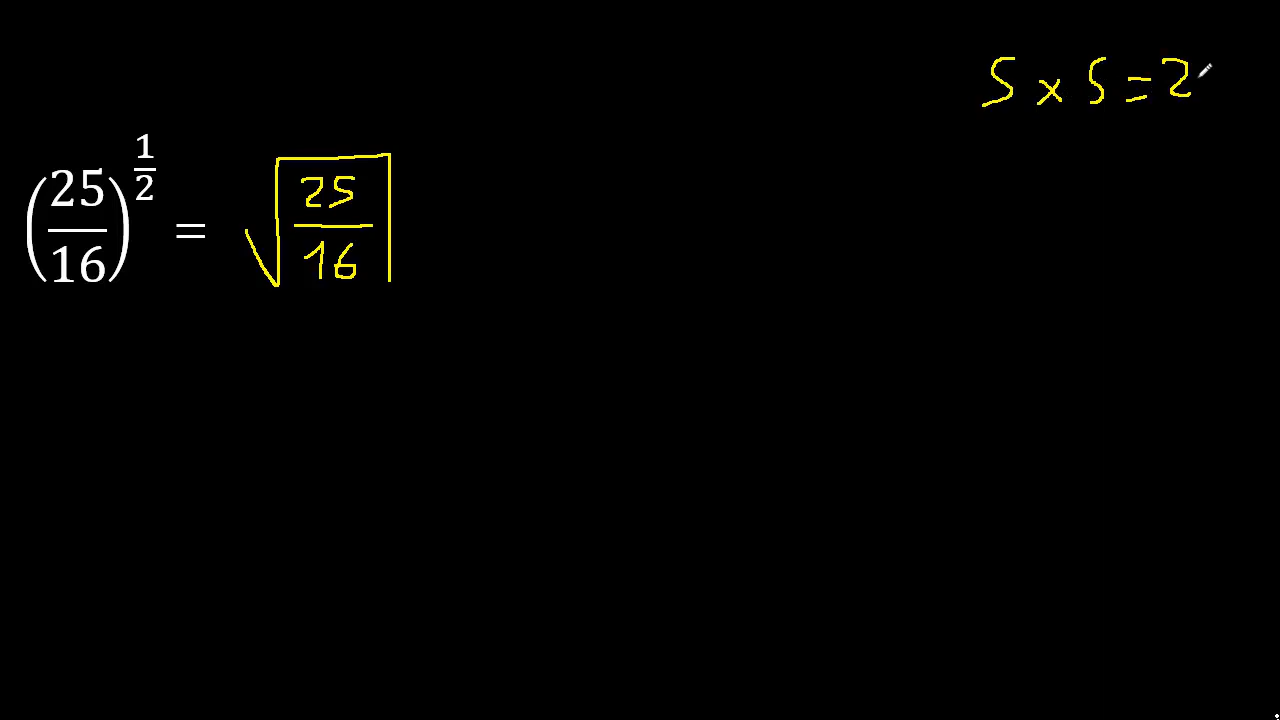 5 x 5 = 2
(25/16)^(1/2) = √(25/16)